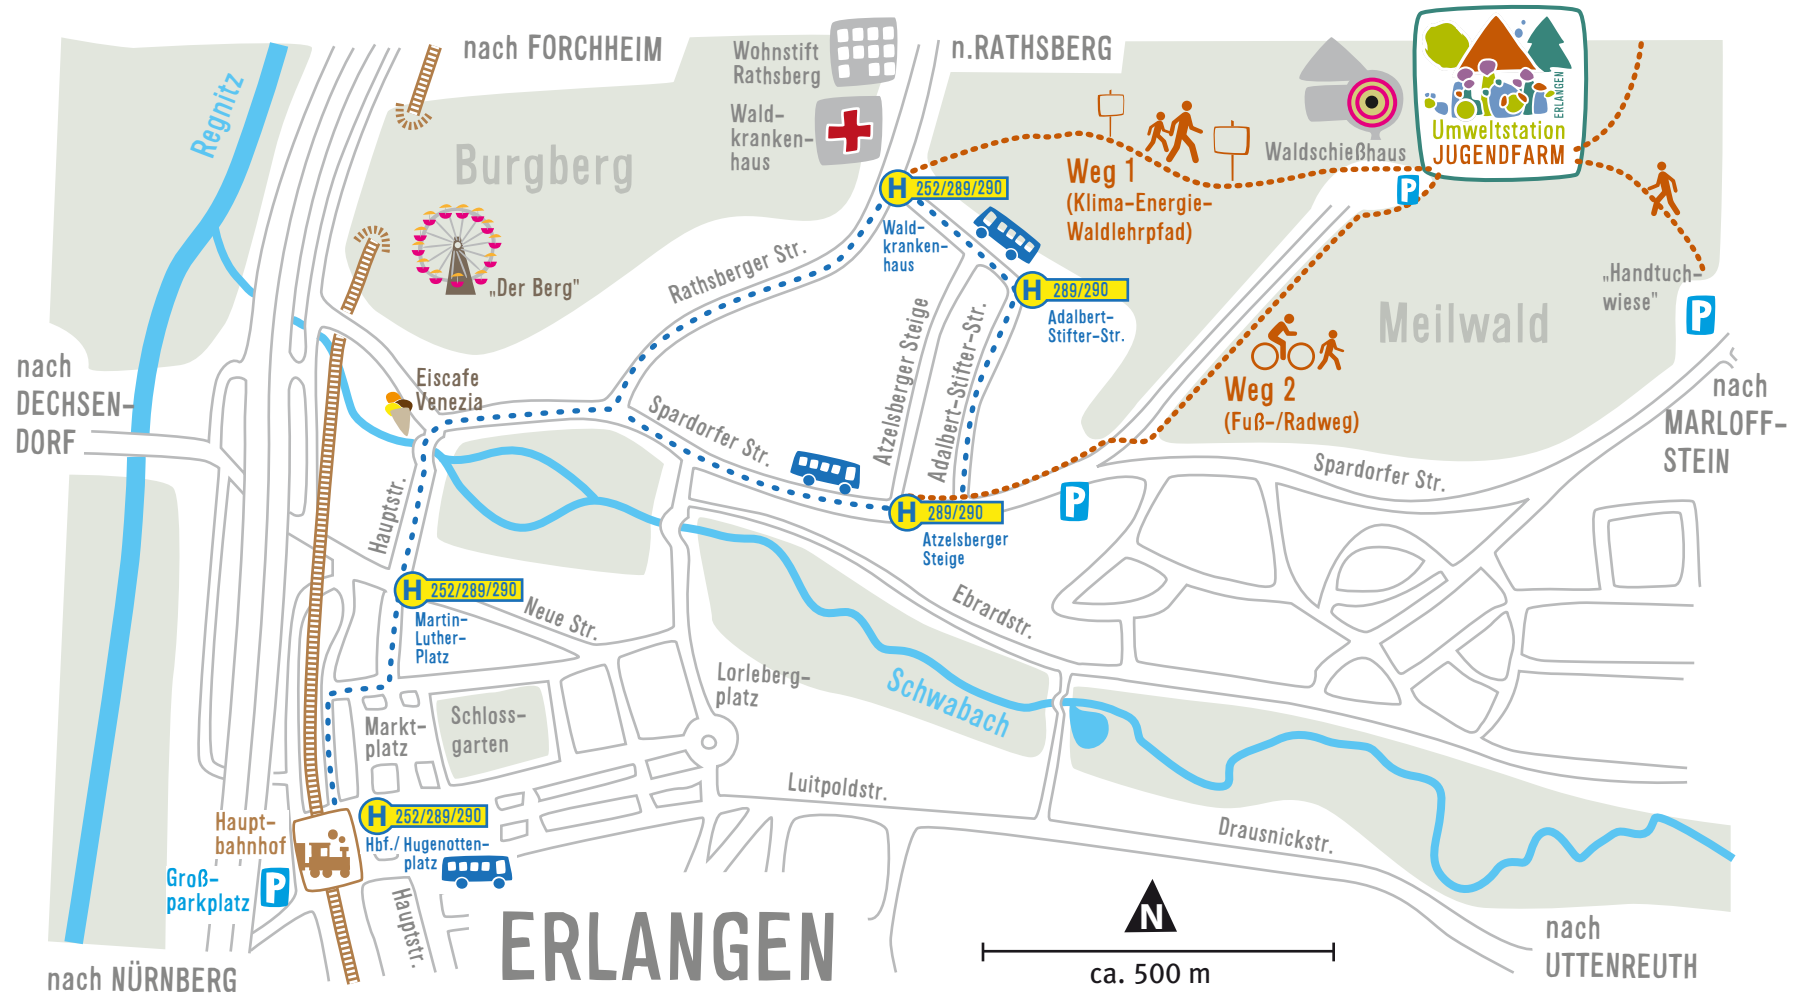 nach FORCHHEIM
Wohnstift
Rathsberg
Wald-
kranken-
haus
n.RATHSBERG
Regnitz
Burgberg
„Der Berg"
Umweltstation
JUGENDFARM
ERLANGEN
Waldschießhaus
P
Weg 1
(Klima-Energie-
Waldlehrpfad)
H 252/289/290
Wald-
kranken-
haus
H 289/290
Adalbert-
Stifter-Str.
Rathsberger Str.
Atzelsberger Steige
Adalbert-Stifter-Str.
„Handtuch-
wiese"
P
Meilwald
Weg 2
(Fuß-/Radweg)
nach
DECHSEN-
DORF
Eiscafe
Venezia
Spardorfer Str.
nach
MARLOFF-
STEIN
Spardorfer Str.
H 289/290
Atzelsberger
Steige
P
Hauptstr.
H 252/289/290
Martin-
Luther-
Platz
Neue Str.
Ebrardstr.
Lorleberg-
platz
Schwabach
Markt-
platz
Schloss-
garten
Luitpoldstr.
Drausnickstr.
H 252/289/290
Hbf./ Hugenotten-
platz
Haupt-
bahnhof
Groß-
parkplatz
P
Hauptstr.
ERLANGEN
N
ca. 500 m
nach
UTTENREUTH
nach NÜRNBERG